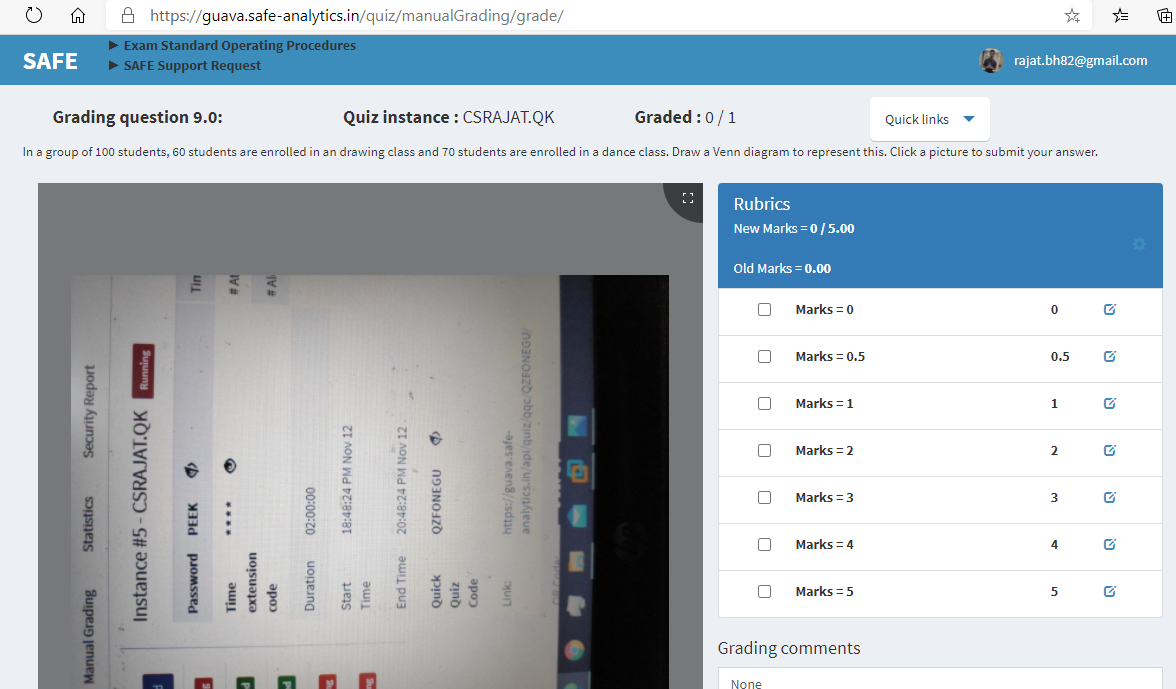 https://guava.safe-analytics.in/quiz/manualGrading/grade/
SAFE
▶ Exam Standard Operating Procedures
▶ SAFE Support Request
rajat.bh82@gmail.com
Grading question 9.0:
Quiz instance : CSRAJAT.QK
Graded : 0 / 1
Quick links
In a group of 100 students, 60 students are enrolled in an drawing class and 70 students are enrolled in a dance class. Draw a Venn diagram to represent this. Click a picture to submit your answer.
Manual Grading Statistics Security Report
Instance #5 - CSRAJAT.QK Running
Password PEEK
Time extension code ****
Duration 02:00:00
Start Time 18:48:24 PM Nov 12
End Time 20:48:24 PM Nov 12
Quick Quiz Code QZFONEGU
Link: https://guava.safe-
analytics.in/api/quiz/qqc/QZFONEGU/
QR Code
Tim
# At
# Al
Rubrics
New Marks = 0 / 5.00
Old Marks = 0.00
Marks = 0 0
Marks = 0.5 0.5
Marks = 1 1
Marks = 2 2
Marks = 3 3
Marks = 4 4
Marks = 5 5
Grading comments
None